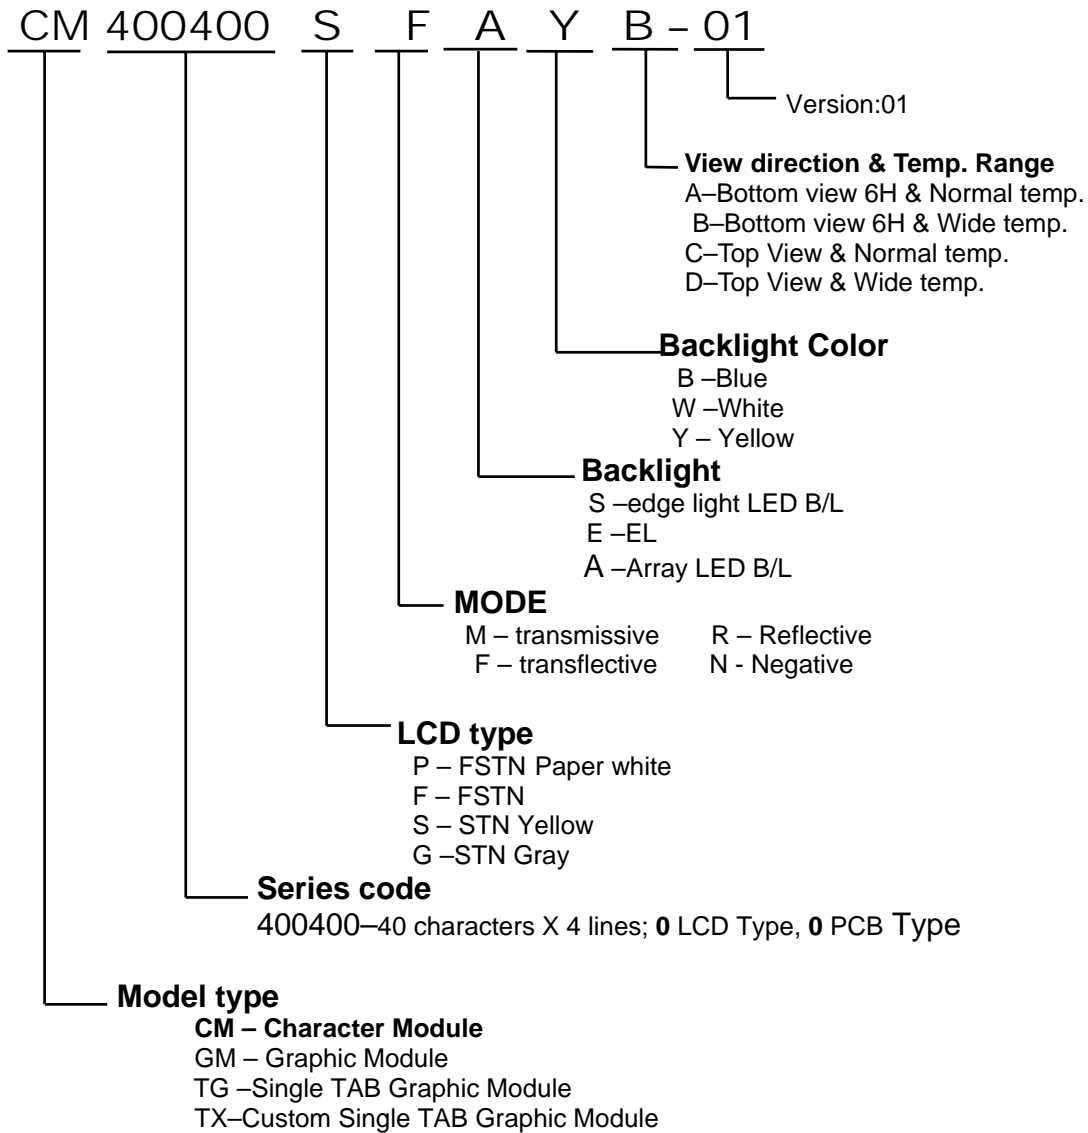 CM 400400 S F A Y B – 01
Version:01
View direction & Temp. Range
A–Bottom view 6H & Normal temp.
B–Bottom view 6H & Wide temp.
C–Top View & Normal temp.
D–Top View & Wide temp.
Backlight Color
B –Blue
W –White
Y – Yellow
Backlight
S –edge light LED B/L
E –EL
A –Array LED B/L
MODE
M – transmissive R – Reflective
F – transflective N - Negative
LCD type
P – FSTN Paper white
F – FSTN
S – STN Yellow
G –STN Gray
Series code
400400–40 characters X 4 lines; 0 LCD Type, 0 PCB Type
Model type
CM – Character Module
GM – Graphic Module
TG –Single TAB Graphic Module
TX–Custom Single TAB Graphic Module